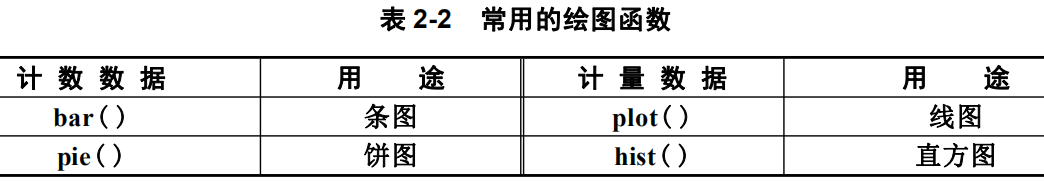 表 2-2 常用的绘图函数
计数数据 用途 计量数据 用途
bar() 条图 plot() 线图
pie() 饼图 hist() 直方图